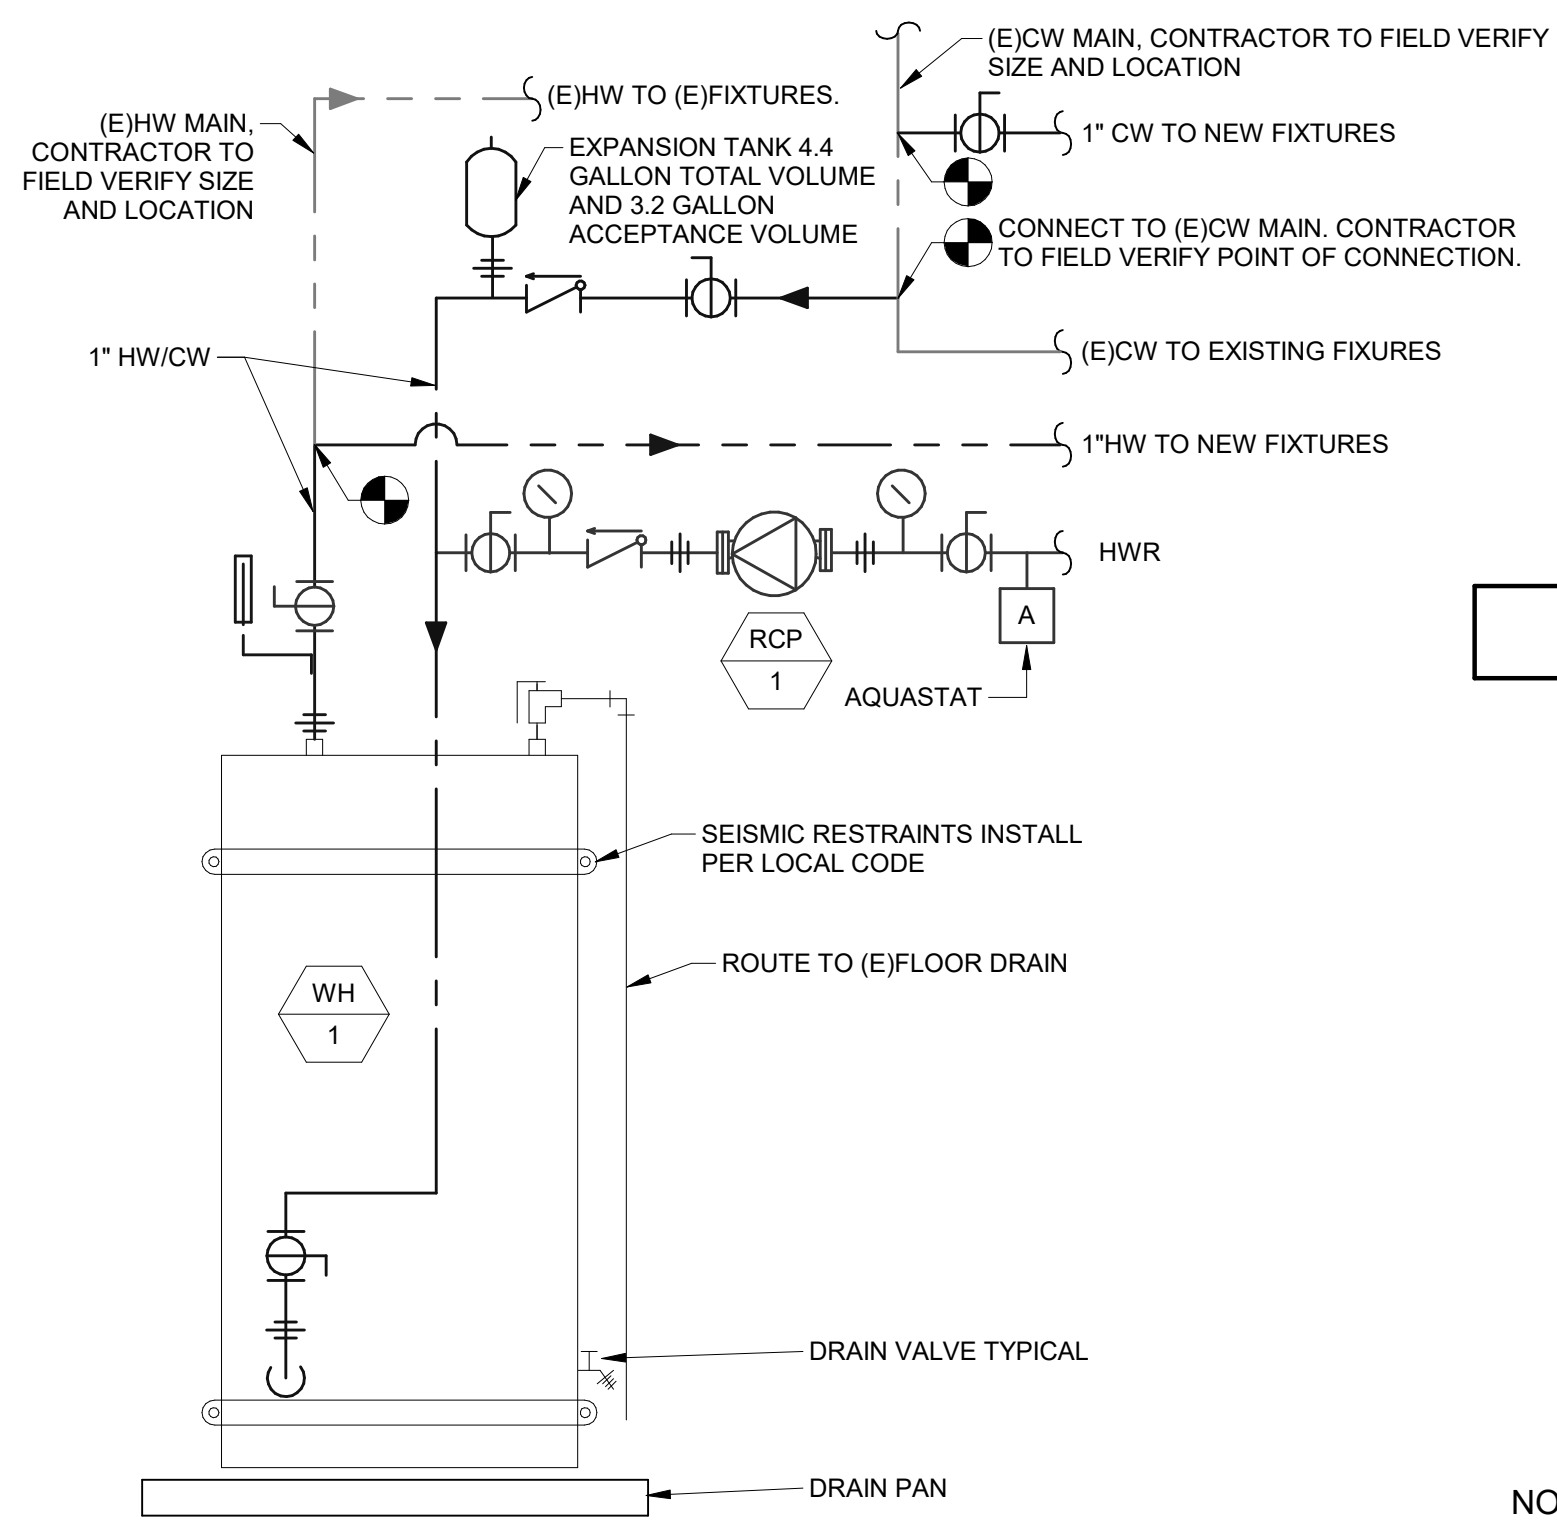 (E)CW MAIN, CONTRACTOR TO FIELD VERIFY
SIZE AND LOCATION
(E)HW TO (E)FIXTURES.
(E)HW MAIN,
CONTRACTOR TO
FIELD VERIFY SIZE
AND LOCATION
1" CW TO NEW FIXTURES
EXPANSION TANK 4.4
GALLON TOTAL VOLUME
AND 3.2 GALLON
ACCEPTANCE VOLUME
CONNECT TO (E)CW MAIN. CONTRACTOR
TO FIELD VERIFY POINT OF CONNECTION.
1" HW/CW
(E)CW TO EXISTING FIXURES
1"HW TO NEW FIXTURES
HWR
A
RCP
1
AQUASTAT
SEISMIC RESTRAINTS INSTALL
PER LOCAL CODE
ROUTE TO (E)FLOOR DRAIN
WH
1
DRAIN VALVE TYPICAL
DRAIN PAN
NO